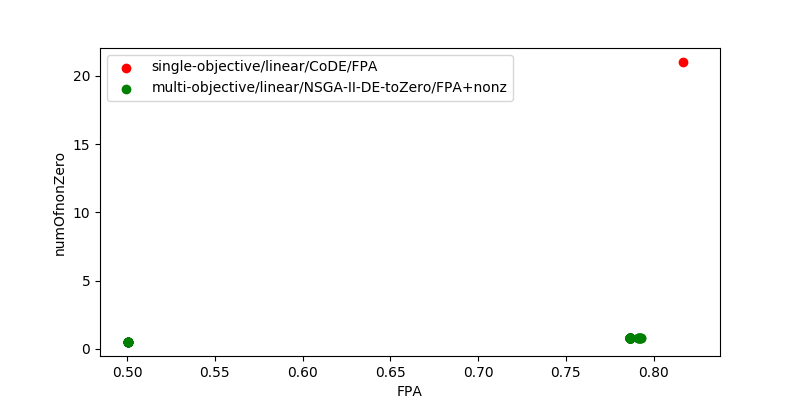 single-objective/linear/CoDE/FPA
multi-objective/linear/NSGA-II-DE-toZero/FPA+nonz
numOfnonZero
20
15
10
5
0
0.50 0.55 0.60 0.65 0.70 0.75 0.80
FPA